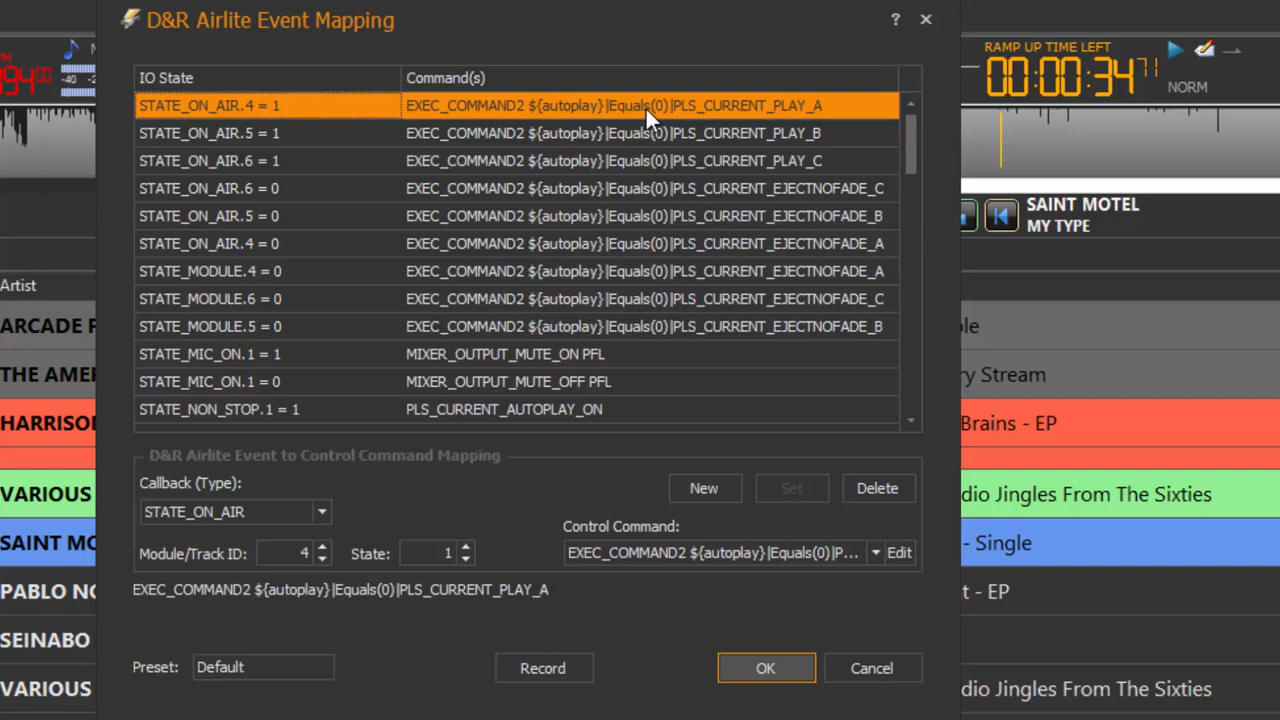 D&R Airlite Event Mapping
?
IO State
Command(s)
STATE_ON_AIR.4 = 1
EXEC_COMMAND2 ${autoplay}|Equals(0)|PLS_CURRENT_PLAY_A
STATE_ON_AIR.5 = 1
EXEC_COMMAND2 ${autoplay}|Equals(0)|PLS_CURRENT_PLAY_B
STATE_ON_AIR.6 = 1
EXEC_COMMAND2 ${autoplay}|Equals(0)|PLS_CURRENT_PLAY_C
STATE_ON_AIR.6 = 0
EXEC_COMMAND2 ${autoplay}|Equals(0)|PLS_CURRENT_EJECTNOFADE_C
STATE_ON_AIR.5 = 0
EXEC_COMMAND2 ${autoplay}|Equals(0)|PLS_CURRENT_EJECTNOFADE_B
STATE_ON_AIR.4 = 0
EXEC_COMMAND2 ${autoplay}|Equals(0)|PLS_CURRENT_EJECTNOFADE_A
STATE_MODULE.4 = 0
EXEC_COMMAND2 ${autoplay}|Equals(0)|PLS_CURRENT_EJECTNOFADE_A
STATE_MODULE.6 = 0
EXEC_COMMAND2 ${autoplay}|Equals(0)|PLS_CURRENT_EJECTNOFADE_C
STATE_MODULE.5 = 0
EXEC_COMMAND2 ${autoplay}|Equals(0)|PLS_CURRENT_EJECTNOFADE_B
STATE_MIC_ON.1 = 1
MIXER_OUTPUT_MUTE_ON PFL
STATE_MIC_ON.1 = 0
MIXER_OUTPUT_MUTE_OFF PFL
STATE_NON_STOP.1 = 1
PLS_CURRENT_AUTOPLAY_ON
D&R Airlite Event to Control Command Mapping
Callback (Type):
STATE_ON_AIR
New
Set
Delete
Module/Track ID:
4
State:
1
Control Command:
EXEC_COMMAND2 ${autoplay}|Equals(0)|P...
Edit
EXEC_COMMAND2 ${autoplay}|Equals(0)|PLS_CURRENT_PLAY_A
Preset:
Default
Record
OK
Cancel
-40
RAMP UP TIME LEFT
00:00:34 71
NORM
SAINT MOTEL
MY TYPE
Artist
ARCADE
THE AMER
ry Stream
HARRISON
Brains - EP
VARIOUS
dio Jingles From The Sixties
SAINT MO
- Single
PABLO NO
t - EP
SEINABO
VARIOUS
dio Jingles From The Sixties